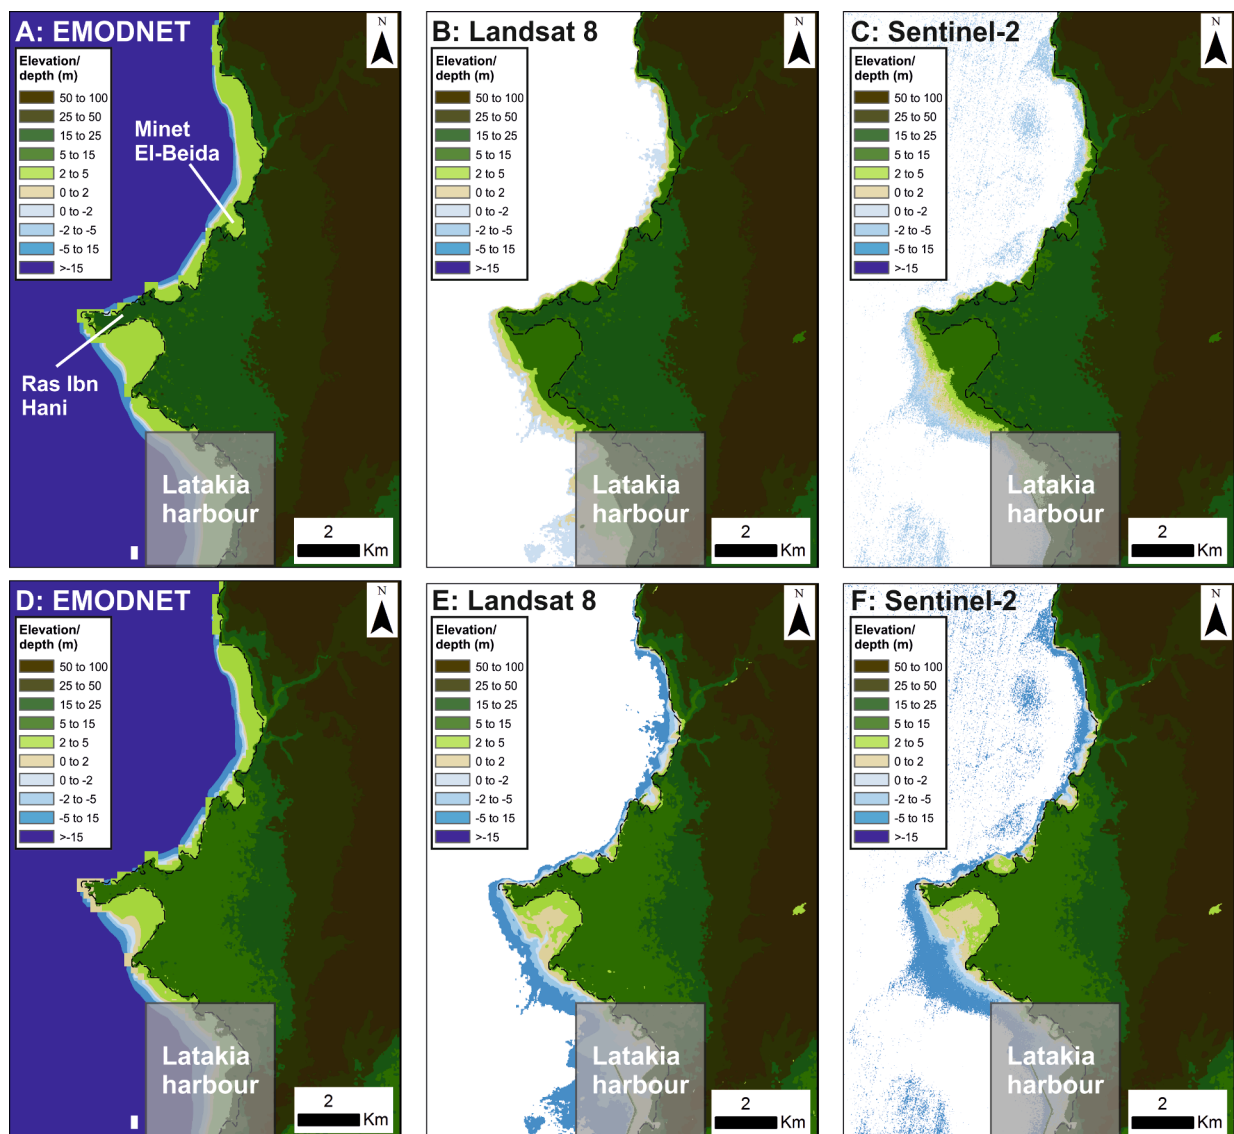 A: EMODNET
N
Elevation/
depth (m)
50 to 100
25 to 50
15 to 25
5 to 15
2 to 5
0 to 2
0 to -2
-2 to -5
-5 to 15
>-15
Minet
El-Beida
Ras Ibn
Hani
Latakia
harbour
2
Km
B: Landsat 8
N
Elevation/
depth (m)
50 to 100
25 to 50
15 to 25
5 to 15
2 to 5
0 to 2
0 to -2
-2 to -5
-5 to 15
>-15
Latakia
harbour
2
Km
C: Sentinel-2
N
Elevation/
depth (m)
50 to 100
25 to 50
15 to 25
5 to 15
2 to 5
0 to 2
0 to -2
-2 to -5
-5 to 15
>-15
Latakia
harbour
2
Km
D: EMODNET
N
Elevation/
depth (m)
50 to 100
25 to 50
15 to 25
5 to 15
2 to 5
0 to 2
0 to -2
-2 to -5
-5 to 15
>-15
Latakia
harbour
2
Km
E: Landsat 8
N
Elevation/
depth (m)
50 to 100
25 to 50
15 to 25
5 to 15
2 to 5
0 to 2
0 to -2
-2 to -5
-5 to 15
>-15
Latakia
harbour
2
Km
F: Sentinel-2
N
Elevation/
depth (m)
50 to 100
25 to 50
15 to 25
5 to 15
2 to 5
0 to 2
0 to -2
-2 to -5
-5 to 15
>-15
Latakia
harbour
2
Km